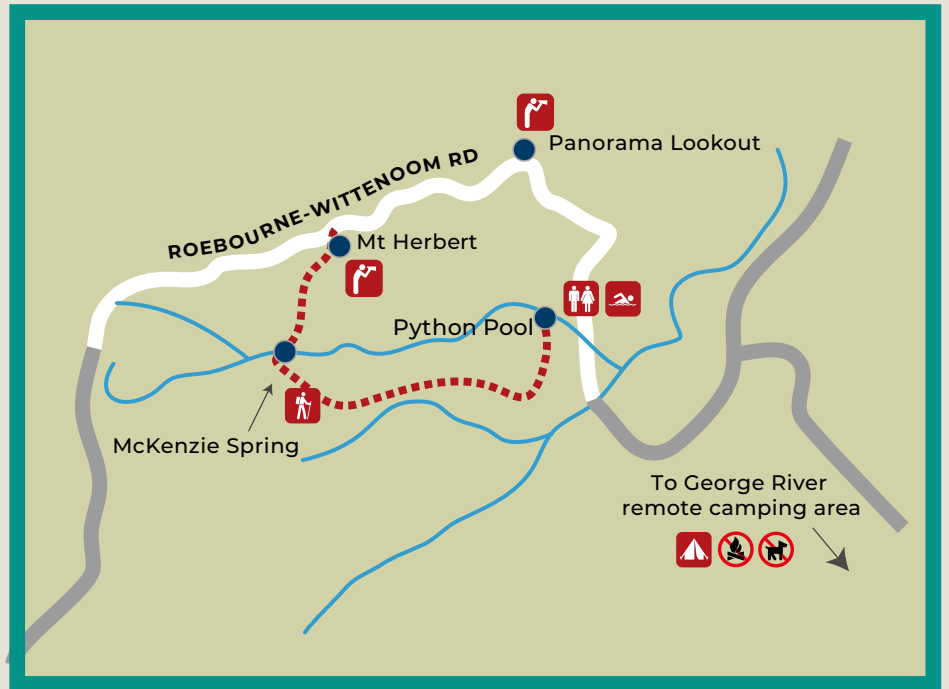 Panorama Lookout
ROEBOURNE-WITTENOOM RD
Mt Herbert
Python Pool
McKenzie Spring
To George River
remote camping area